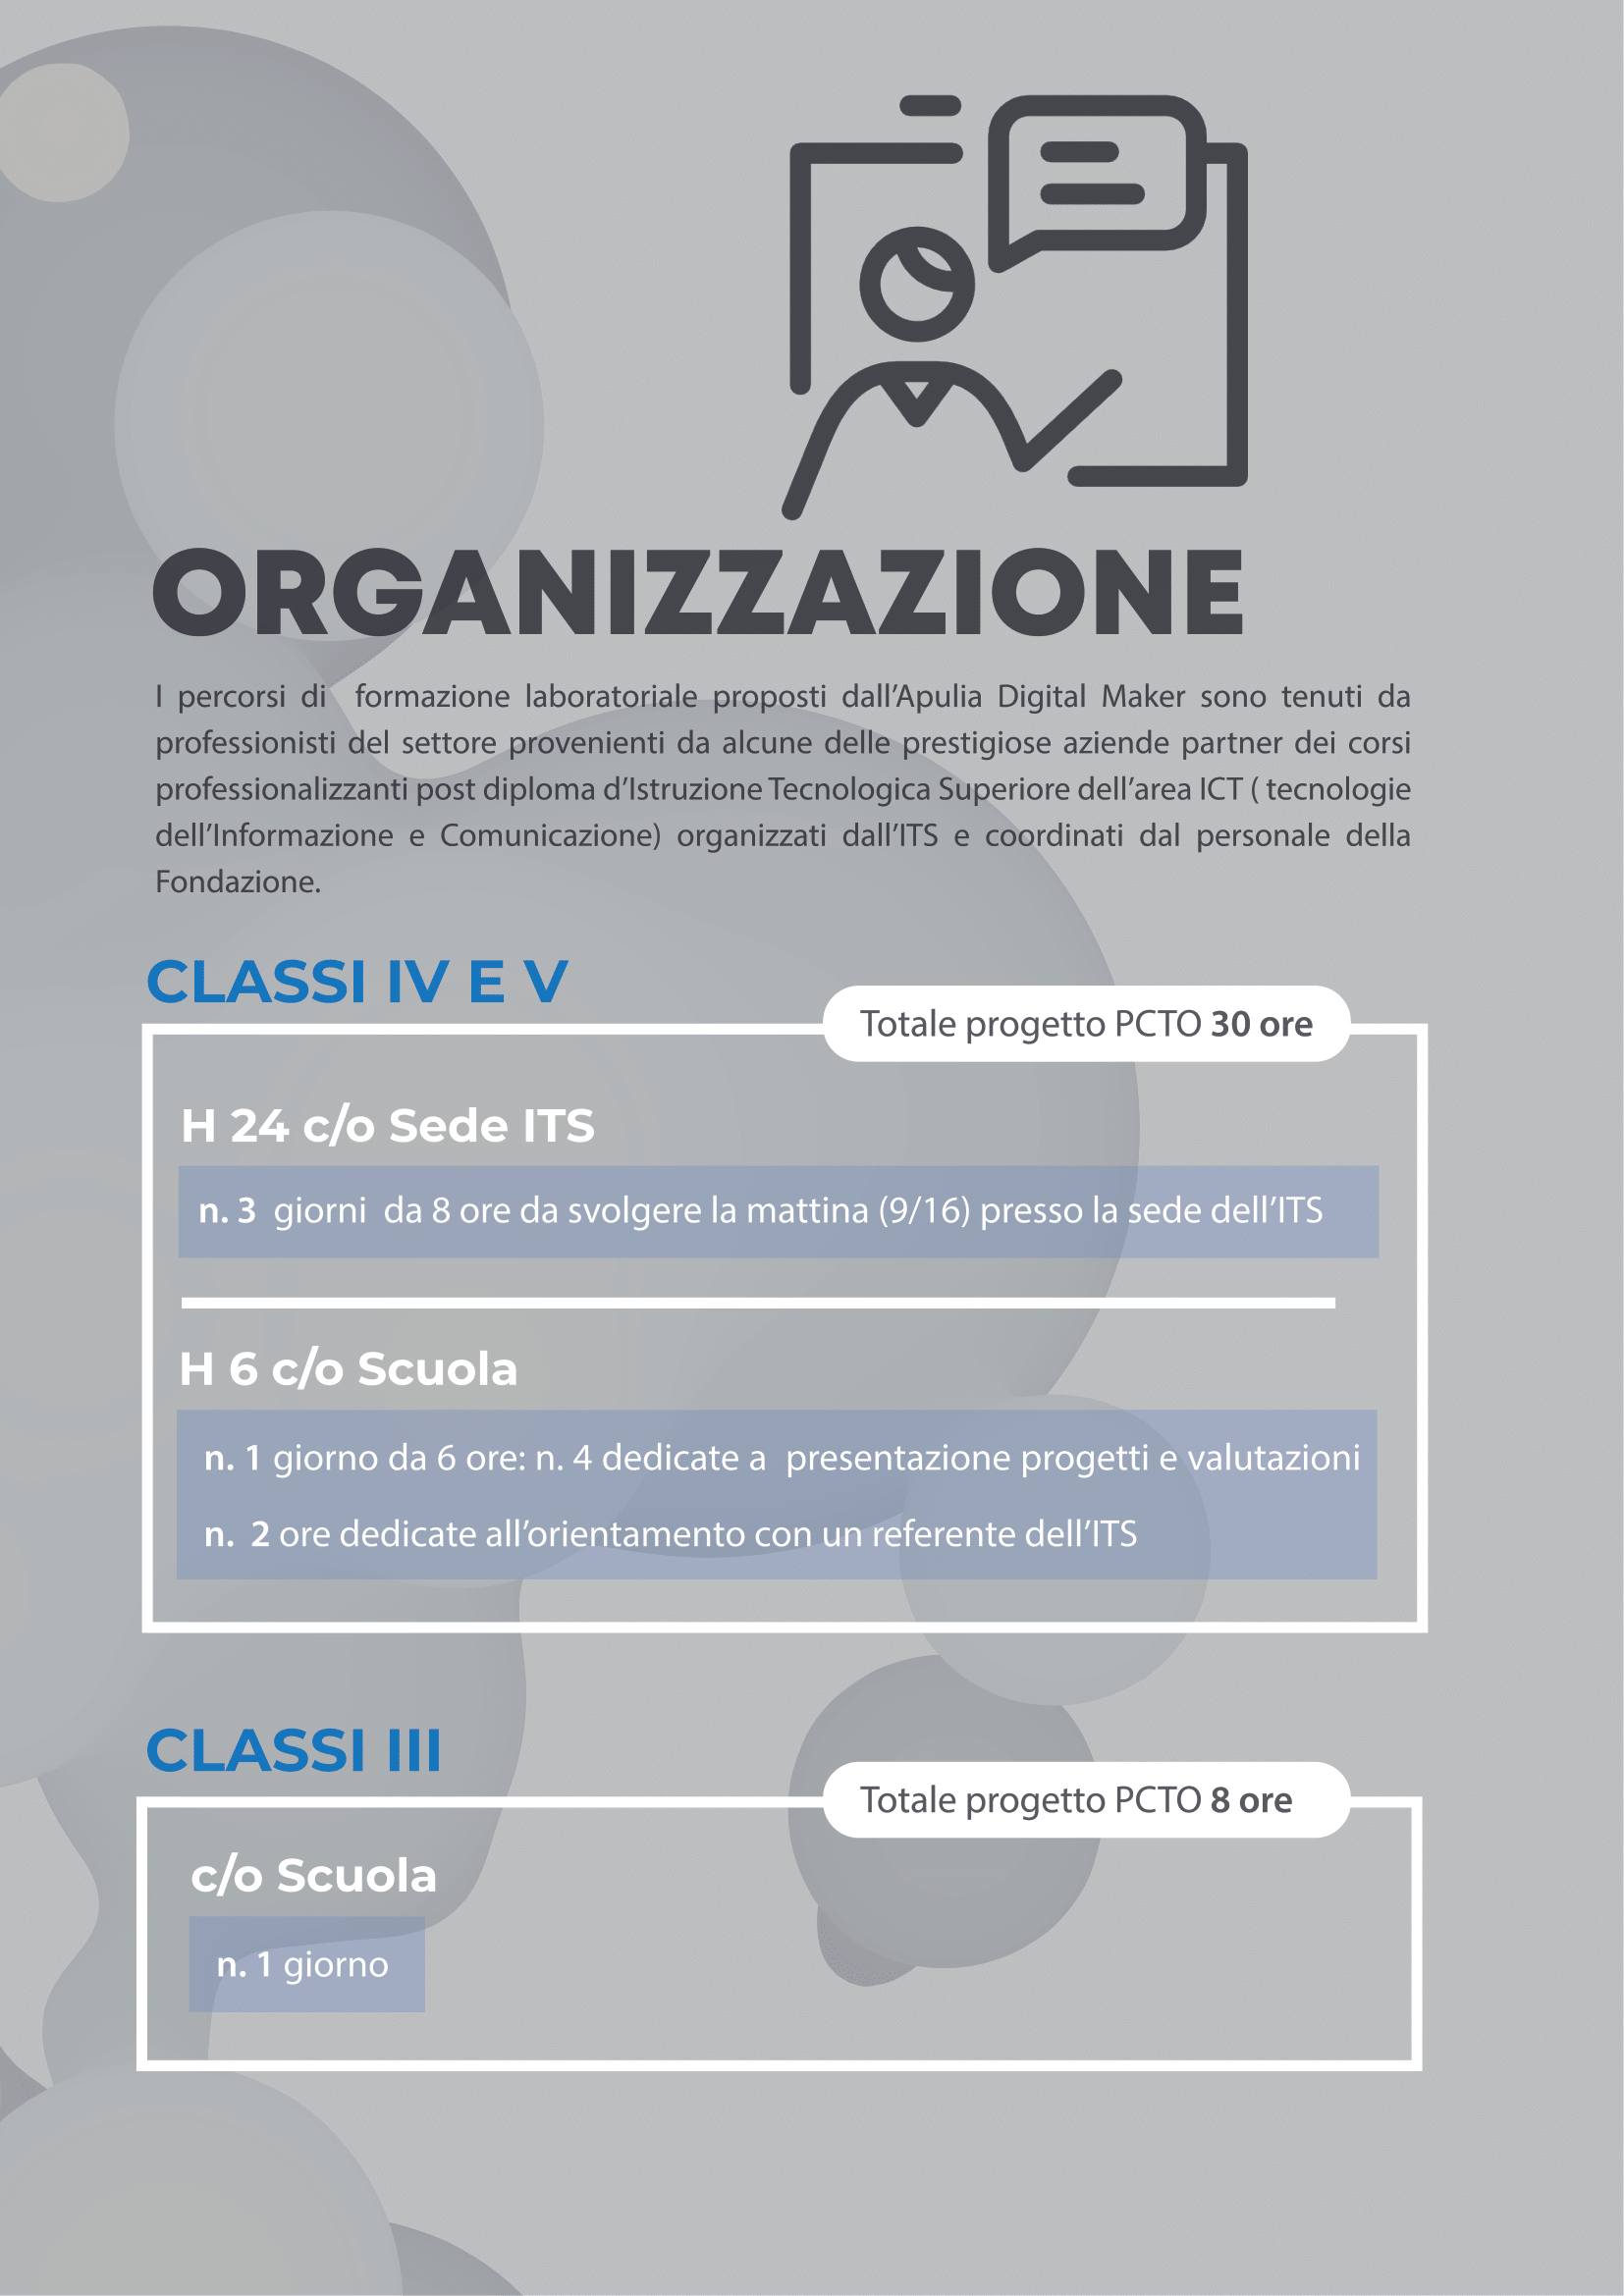 ORGANIZZAZIONE
I percorsi di formazione laboratoriale proposti dall’Apulia Digital Maker sono tenuti da
professionisti del settore provenienti da alcune delle prestigiose aziende partner dei corsi
professionalizzanti post diploma d’Istruzione Tecnologica Superiore dell’area ICT ( tecnologie
dell’Informazione e Comunicazione) organizzati dall’ITS e coordinati dal personale della
Fondazione.
CLASSI IV E V
Totale progetto PCTO 30 ore
H 24 c/o Sede ITS
n. 3 giorni da 8 ore da svolgere la mattina (9/16) presso la sede dell’ITS
H 6 c/o Scuola
n. 1 giorno da 6 ore: n. 4 dedicate a presentazione progetti e valutazioni
n. 2 ore dedicate all’orientamento con un referente dell’ITS
CLASSI III
Totale progetto PCTO 8 ore
c/o Scuola
n. 1 giorno